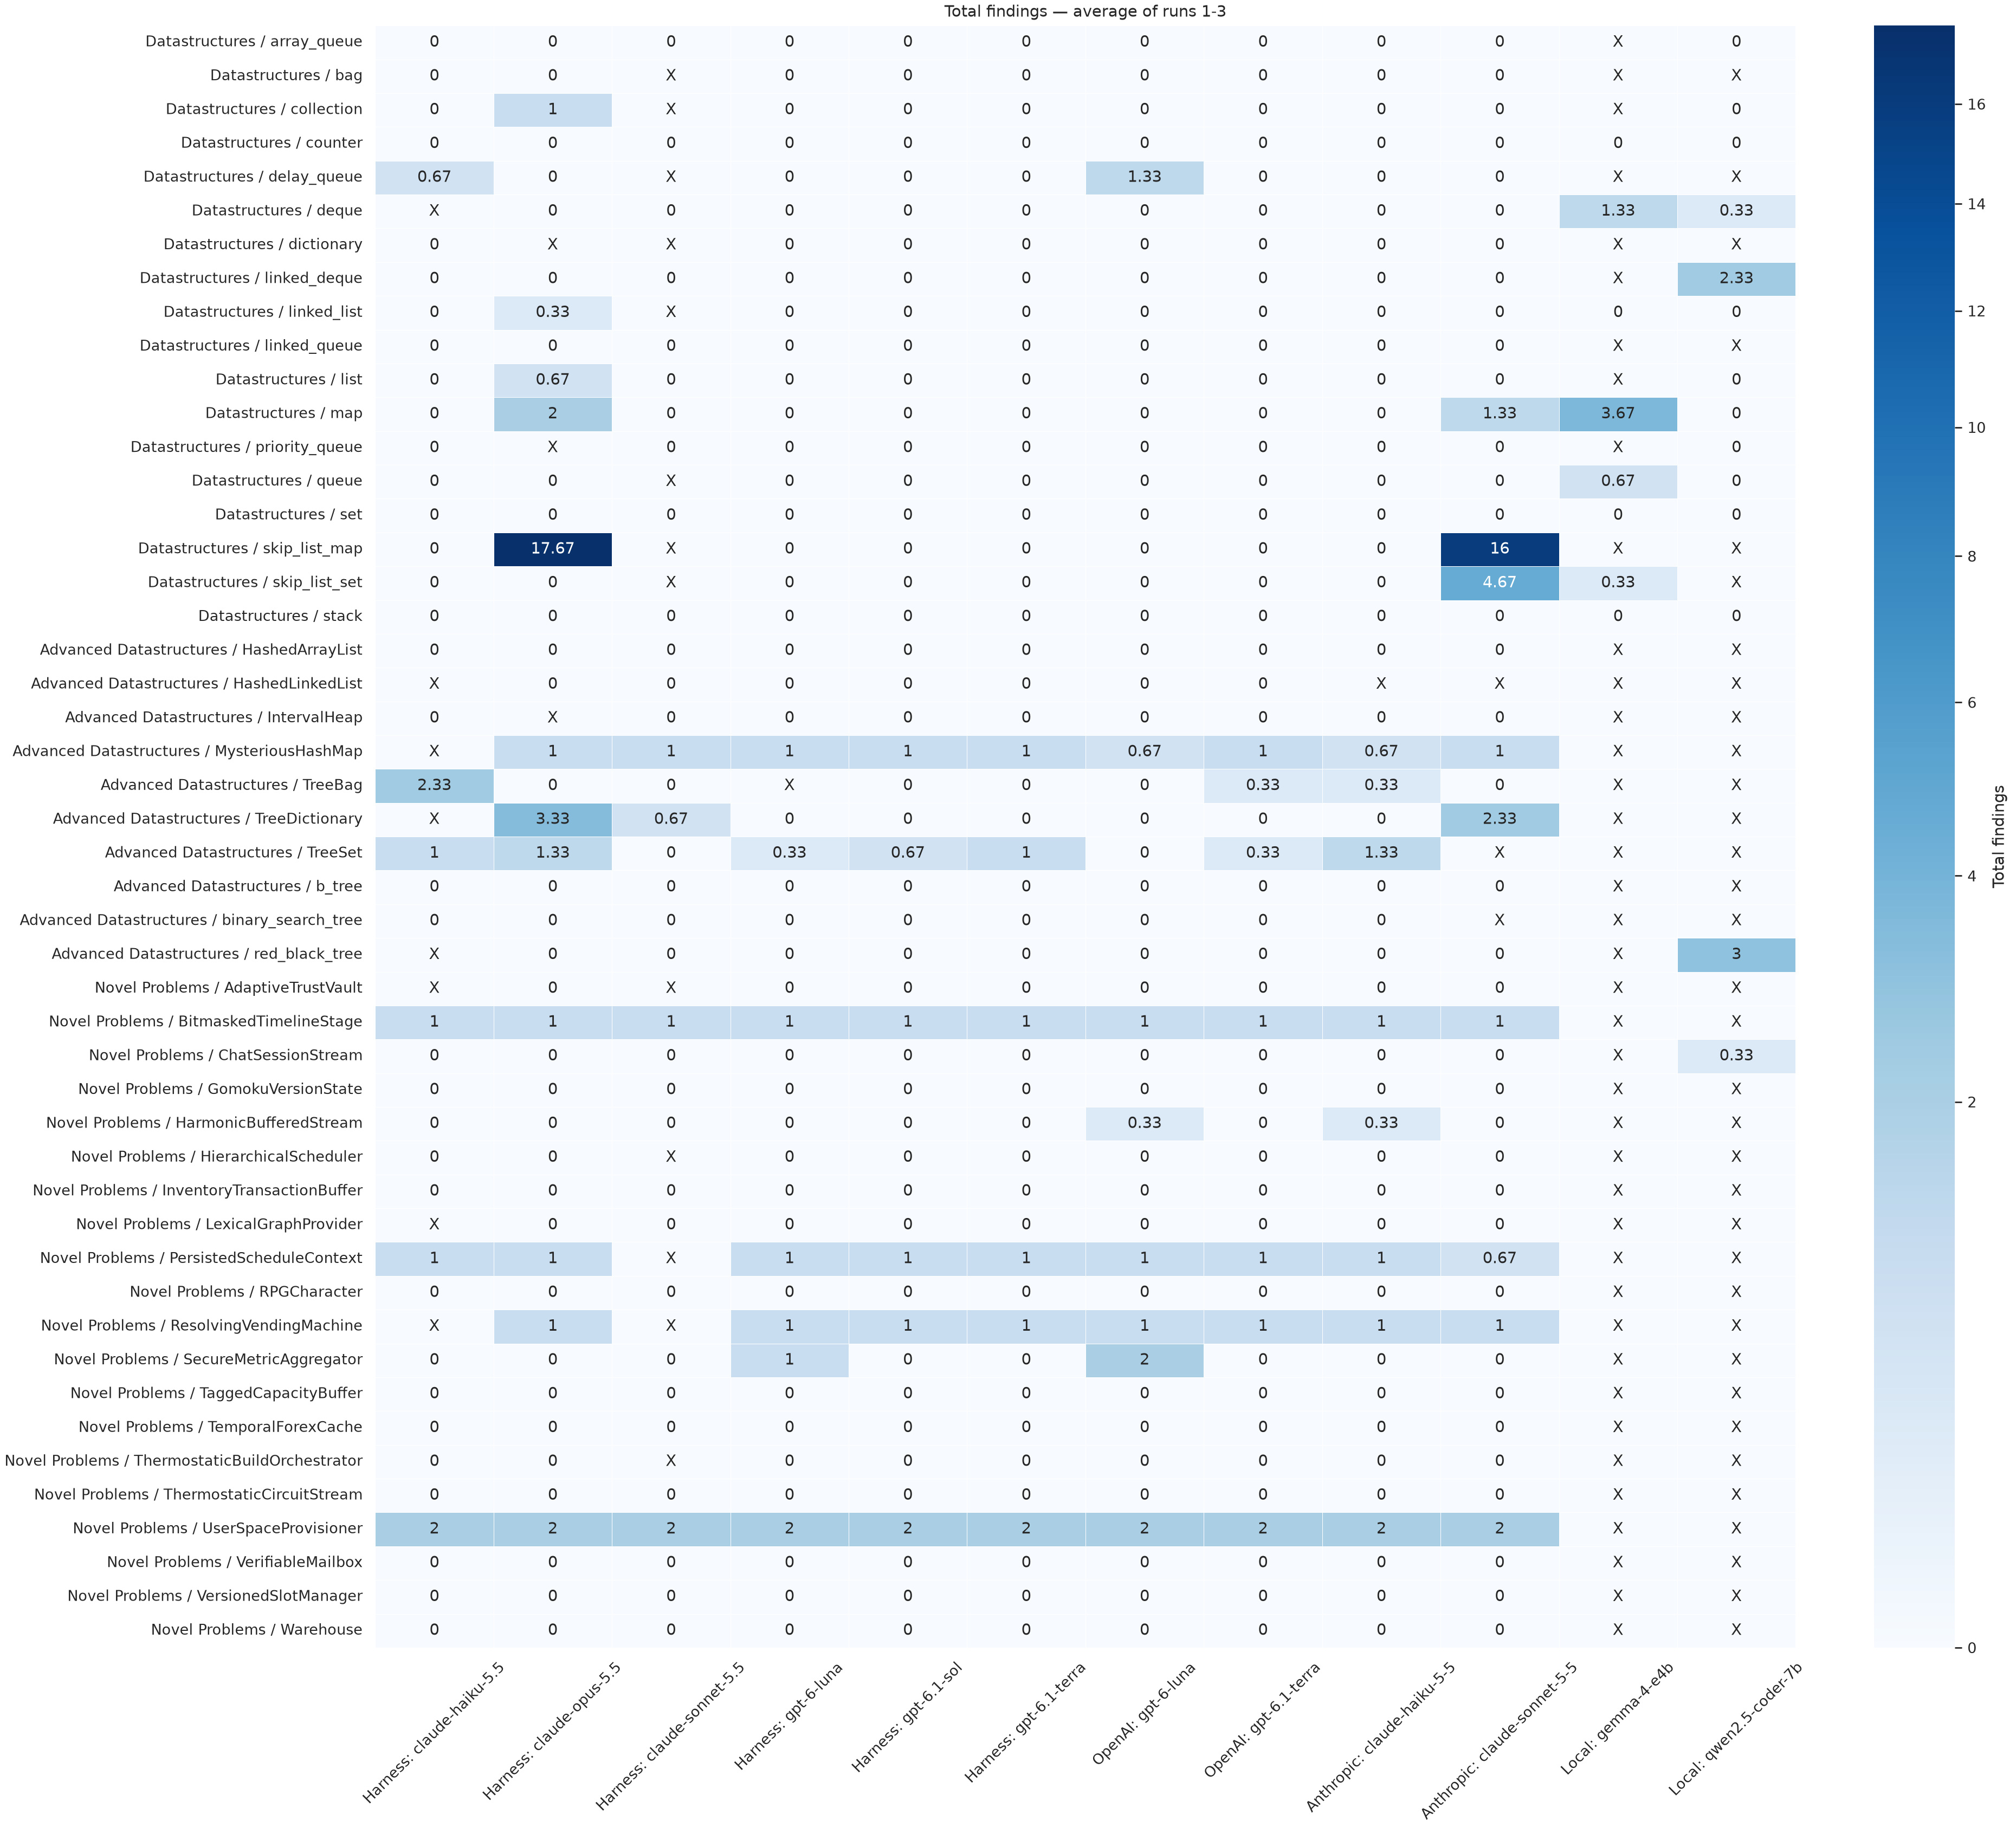 Total findings — average of runs 1-3
Datastructures / array_queue 0 0 0 0 0 0 0 0 0 0 X 0
Datastructures / bag 0 0 X 0 0 0 0 0 0 0 X X
Datastructures / collection 0 1 X 0 0 0 0 0 0 0 X 0
Datastructures / counter 0 0 0 0 0 0 0 0 0 0 0 0
Datastructures / delay_queue 0.67 0 X 0 0 0 1.33 0 0 0 X X
Datastructures / deque X 0 0 0 0 0 0 0 0 0 1.33 0.33
Datastructures / dictionary 0 X X 0 0 0 0 0 0 0 X X
Datastructures / linked_deque 0 0 0 0 0 0 0 0 0 0 X 2.33
Datastructures / linked_list 0 0.33 X 0 0 0 0 0 0 0 0 0
Datastructures / linked_queue 0 0 0 0 0 0 0 0 0 0 X X
Datastructures / list 0 0.67 0 0 0 0 0 0 0 0 X 0
Datastructures / map 0 2 0 0 0 0 0 0 0 1.33 3.67 0
Datastructures / priority_queue 0 X 0 0 0 0 0 0 0 0 X 0
Datastructures / queue 0 0 X 0 0 0 0 0 0 0 0.67 0
Datastructures / set 0 0 0 0 0 0 0 0 0 0 0 0
Datastructures / skip_list_map 0 17.67 X 0 0 0 0 0 0 16 X X
Datastructures / skip_list_set 0 0 X 0 0 0 0 0 0 4.67 0.33 X
Datastructures / stack 0 0 0 0 0 0 0 0 0 0 0 0
Advanced Datastructures / HashedArrayList 0 0 0 0 0 0 0 0 0 0 X X
Advanced Datastructures / HashedLinkedList X 0 0 0 0 0 0 0 X X X X
Advanced Datastructures / IntervalHeap 0 X 0 0 0 0 0 0 0 0 X X
Advanced Datastructures / MysteriousHashMap X 1 1 1 1 1 0.67 1 0.67 1 X X
Advanced Datastructures / TreeBag 2.33 0 0 X 0 0 0 0.33 0.33 0 X X
Advanced Datastructures / TreeDictionary X 3.33 0.67 0 0 0 0 0 0 2.33 X X
Advanced Datastructures / TreeSet 1 1.33 0 0.33 0.67 1 0 0.33 1.33 X X X
Advanced Datastructures / b_tree 0 0 0 0 0 0 0 0 0 0 X X
Advanced Datastructures / binary_search_tree 0 0 0 0 0 0 0 0 0 X X X
Advanced Datastructures / red_black_tree X 0 0 0 0 0 0 0 0 0 X 3
Novel Problems / AdaptiveTrustVault X 0 X 0 0 0 0 0 0 0 X X
Novel Problems / BitmaskedTimelineStage 1 1 1 1 1 1 1 1 1 1 X X
Novel Problems / ChatSessionStream 0 0 0 0 0 0 0 0 0 0 X 0.33
Novel Problems / GomokuVersionState 0 0 0 0 0 0 0 0 0 0 X X
Novel Problems / HarmonicBufferedStream 0 0 0 0 0 0 0.33 0 0.33 0 X X
Novel Problems / HierarchicalScheduler 0 0 X 0 0 0 0 0 0 0 X X
Novel Problems / InventoryTransactionBuffer 0 0 0 0 0 0 0 0 0 0 X X
Novel Problems / LexicalGraphProvider X 0 0 0 0 0 0 0 0 0 X X
Novel Problems / PersistedScheduleContext 1 1 X 1 1 1 1 1 1 0.67 X X
Novel Problems / RPGCharacter 0 0 0 0 0 0 0 0 0 0 X X
Novel Problems / ResolvingVendingMachine X 1 X 1 1 1 1 1 1 1 X X
Novel Problems / SecureMetricAggregator 0 0 0 1 0 0 2 0 0 0 X X
Novel Problems / TaggedCapacityBuffer 0 0 0 0 0 0 0 0 0 0 X X
Novel Problems / TemporalForexCache 0 0 0 0 0 0 0 0 0 0 X X
Novel Problems / ThermostaticBuildOrchestrator 0 0 X 0 0 0 0 0 0 0 X X
Novel Problems / ThermostaticCircuitStream 0 0 0 0 0 0 0 0 0 0 X X
Novel Problems / UserSpaceProvisioner 2 2 2 2 2 2 2 2 2 2 X X
Novel Problems / VerifiableMailbox 0 0 0 0 0 0 0 0 0 0 X X
Novel Problems / VersionedSlotManager 0 0 0 0 0 0 0 0 0 0 X X
Novel Problems / Warehouse 0 0 0 0 0 0 0 0 0 0 X X
Harness: claude-haiku-5.5
Harness: claude-opus-5.5
Harness: claude-sonnet-5.5
Harness: gpt-6-luna
Harness: gpt-6.1-sol
Harness: gpt-6.1-terra
OpenAI: gpt-6-luna
OpenAI: gpt-6.1-terra
Anthropic: claude-haiku-5-5
Anthropic: claude-sonnet-5-5
Local: gemma-4-e4b
Local: qwen2.5-coder-7b
16
14
12
10
8
6
4
2
0
Total findings